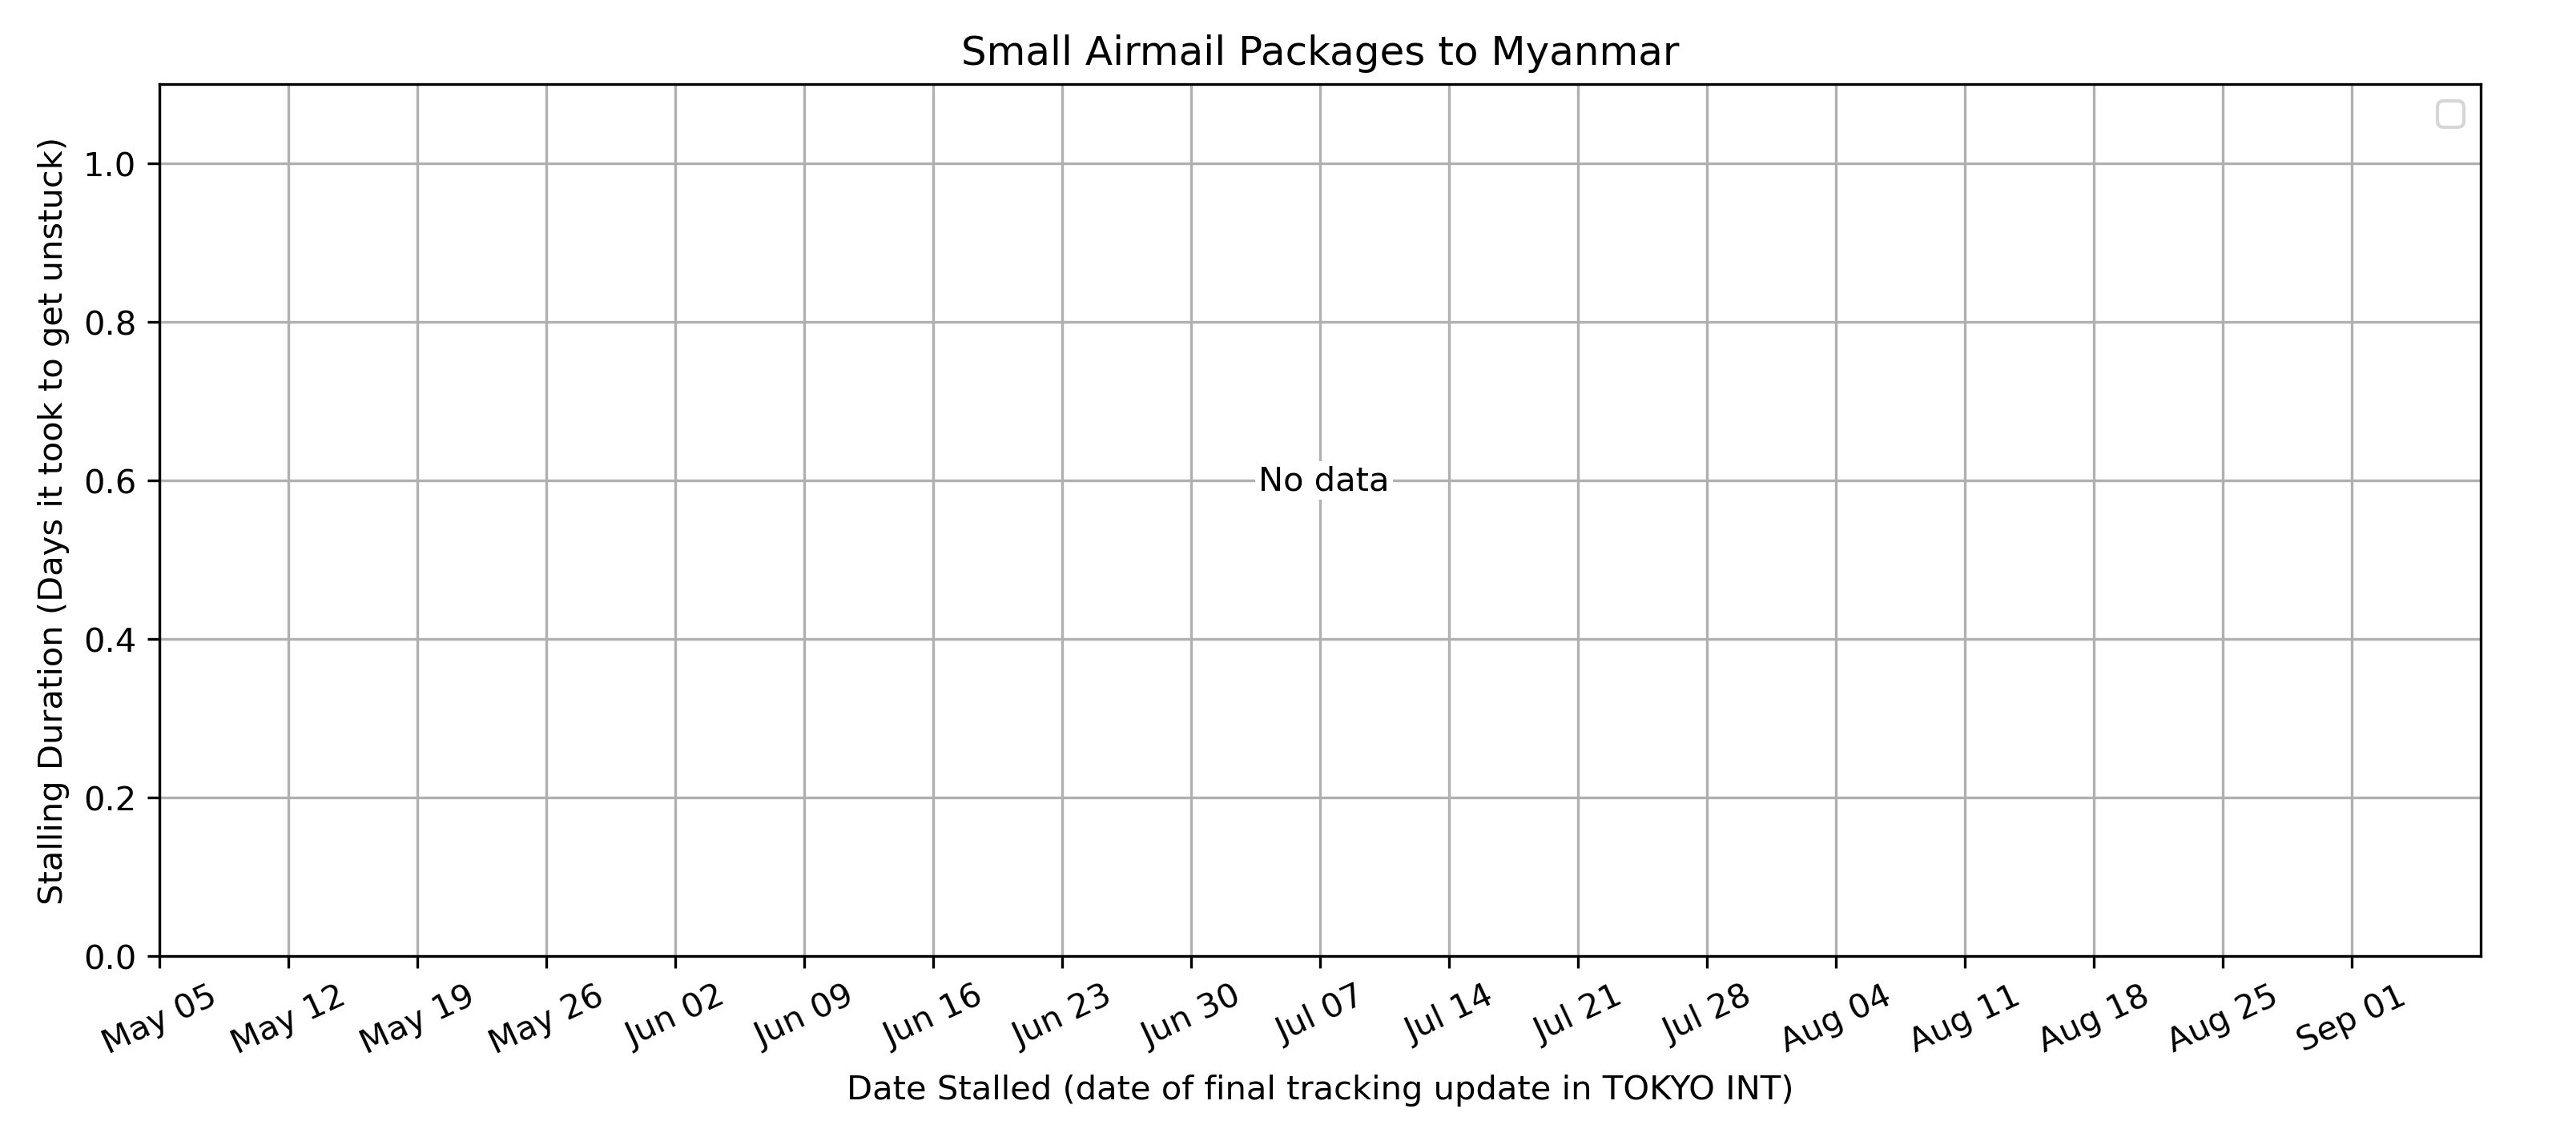 Small Airmail Packages to Myanmar
Stalling Duration (Days it took to get unstuck)
1.0
0.8
0.6
0.4
0.2
0.0
No data
May 05
May 12
May 19
May 26
Jun 02
Jun 09
Jun 16
Jun 23
Jun 30
Jul 07
Jul 14
Jul 21
Jul 28
Aug 04
Aug 11
Aug 18
Aug 25
Sep 01
Date Stalled (date of final tracking update in TOKYO INT)